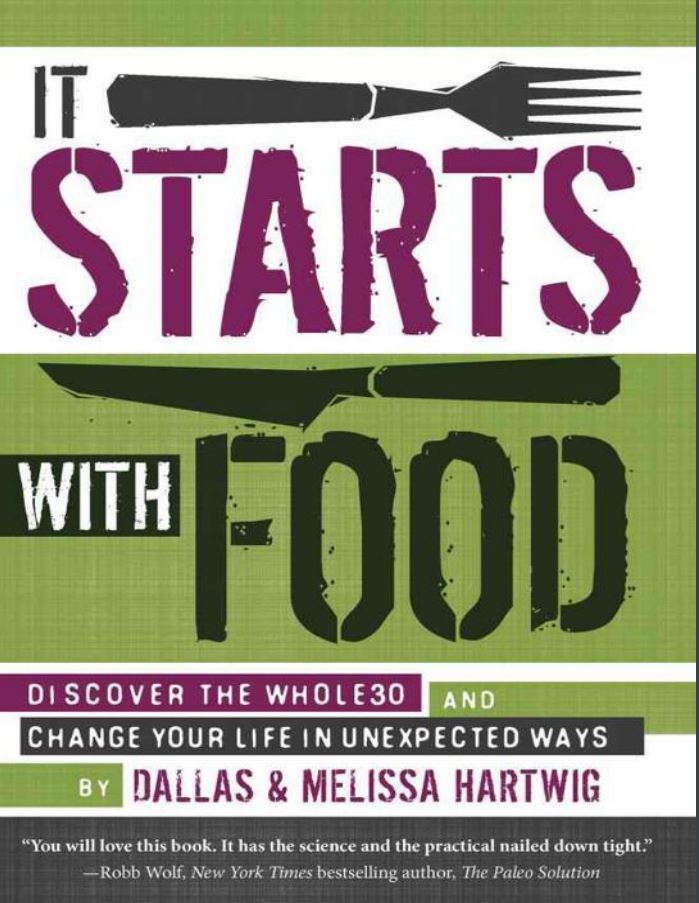 IT
STARTS
WITH FOOD
DISCOVER THE WHOLE30 AND
CHANGE YOUR LIFE IN UNEXPECTED WAYS
BY DALLAS & MELISSA HARTWIG
“You will love this book. It has the science and the practical nailed down tight.”
—Robb Wolf, New York Times bestselling author, The Paleo Solution